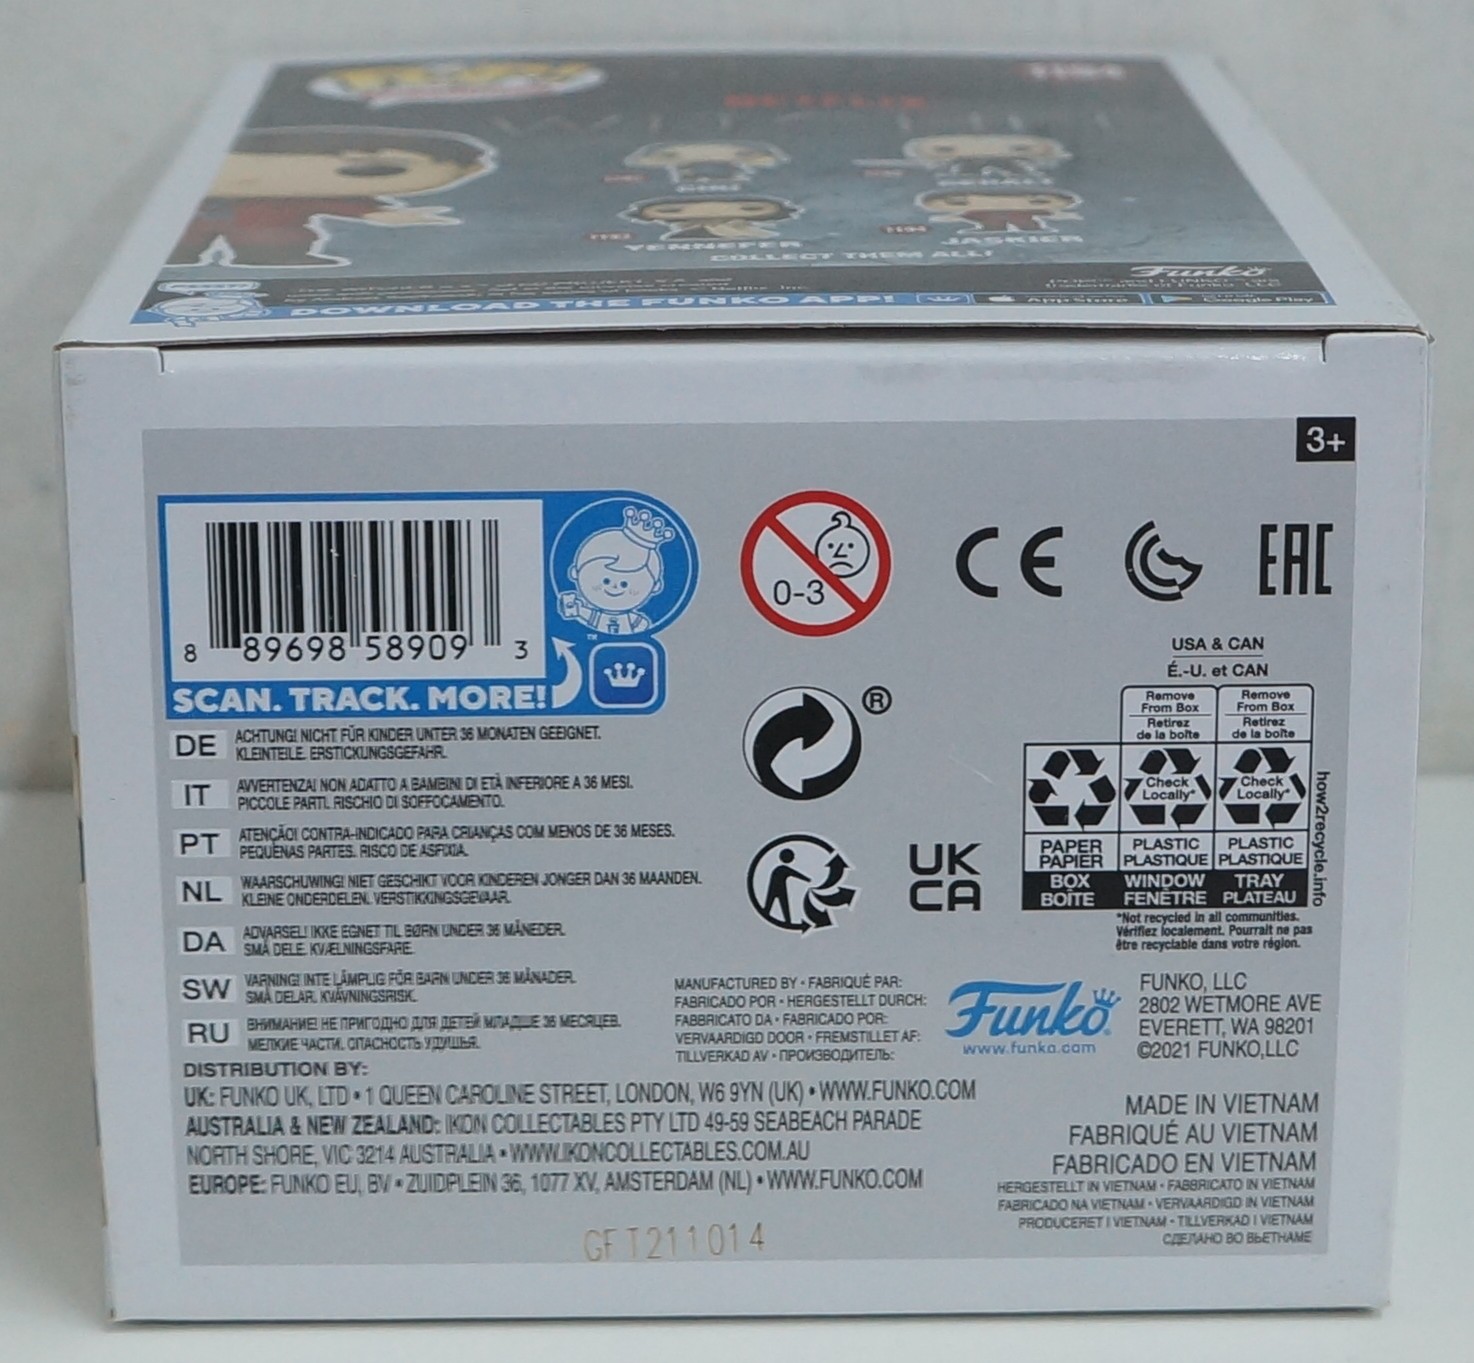 1194
NETFLIX
CIRI
GERALT
1193
YENNEFER
1194
JASKIER
COLLECT THEM ALL!
Funko
DOWNLOAD THE FUNKO APP!
App Store
Google Play
3+
8 89698 58909 3
SCAN. TRACK. MORE!
™
0-3
CE
EAC
®
USA & CAN
É.-U. et CAN
Remove From Box
Retirez de la boîte
Remove From Box
Retirez de la boîte
Check Locally*
Check Locally*
PAPER PAPIER
PLASTIC PLASTIQUE
PLASTIC PLASTIQUE
BOX BOÎTE
WINDOW FENÊTRE
TRAY PLATEAU
how2recycle.info
*Not recycled in all communities.
Vérifiez localement. Pourrait ne pas
être recyclable dans votre région.
UK
CA
DE ACHTUNG! NICHT FÜR KINDER UNTER 36 MONATEN GEEIGNET.
KLEINTEILE. ERSTICKUNGSGEFAHR.
IT AVVERTENZA! NON ADATTO A BAMBINI DI ETÀ INFERIORE A 36 MESI.
PICCOLE PARTI. RISCHIO DI SOFFOCAMENTO.
PT ATENÇÃO! CONTRA-INDICADO PARA CRIANÇAS COM MENOS DE 36 MESES.
PEQUENAS PARTES. RISCO DE ASFIXIA.
NL WAARSCHUWING! NIET GESCHIKT VOOR KINDEREN JONGER DAN 36 MAANDEN.
KLEINE ONDERDELEN. VERSTIKKINGSGEVAAR.
DA ADVARSEL! IKKE EGNET TIL BØRN UNDER 36 MÅNEDER.
SMÅ DELE. KVÆLNINGSFARE.
SW VARNING! INTE LÄMPLIG FÖR BARN UNDER 36 MÅNADER.
SMÅ DELAR. KVÄVNINGSRISK.
RU ВНИМАНИЕ! НЕ ПРИГОДНО ДЛЯ ДЕТЕЙ МЛАДШЕ 36 МЕСЯЦЕВ.
МЕЛКИЕ ЧАСТИ. ОПАСНОСТЬ УДУШЬЯ.
MANUFACTURED BY • FABRIQUÉ PAR:
FABRICADO POR • HERGESTELLT DURCH:
FABBRICATO DA • FABRICADO POR:
VERVAARDIGD DOOR • FREMSTILLET AF:
TILLVERKAD AV • ПРОИЗВОДИТЕЛЬ:
Funko
www.funko.com
FUNKO, LLC
2802 WETMORE AVE
EVERETT, WA 98201
©2021 FUNKO,LLC
DISTRIBUTION BY:
UK: FUNKO UK, LTD • 1 QUEEN CAROLINE STREET, LONDON, W6 9YN (UK) • WWW.FUNKO.COM
AUSTRALIA & NEW ZEALAND: IKON COLLECTABLES PTY LTD 49-59 SEABEACH PARADE
NORTH SHORE, VIC 3214 AUSTRALIA • WWW.IKONCOLLECTABLES.COM.AU
EUROPE: FUNKO EU, BV • ZUIDPLEIN 36, 1077 XV, AMSTERDAM (NL) • WWW.FUNKO.COM
MADE IN VIETNAM
FABRIQUÉ AU VIETNAM
FABRICADO EN VIETNAM
HERGESTELLT IN VIETNAM • FABBRICATO IN VIETNAM
FABRICADO NA VIETNAM • VERVAARDIGD IN VIETNAM
PRODUCERET I VIETNAM • TILLVERKAD I VIETNAM
СДЕЛАНО ВО ВЬЕТНАМЕ
GFT211014